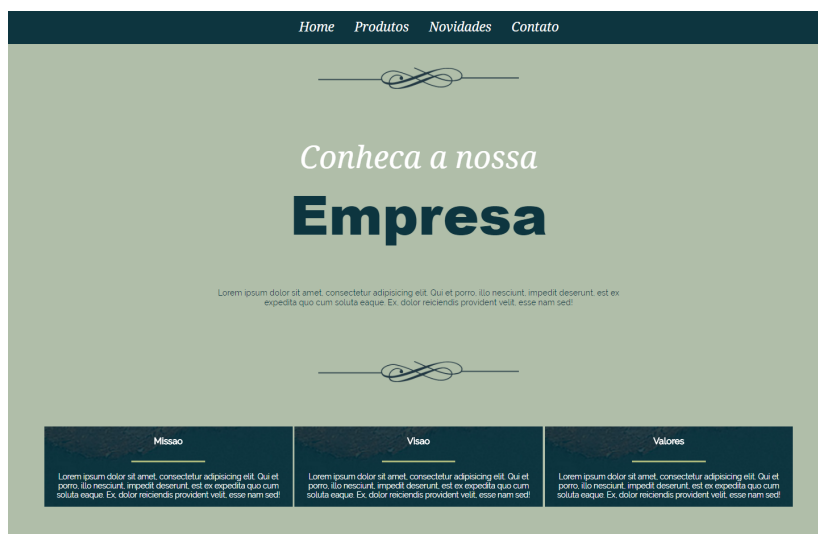 Home Produtos Novidades Contato
Conheca a nossa
Empresa
Lorem ipsum dolor sit amet, consectetur adipisicing elit. Qui et porro, illo nesciunt, impedit deserunt, est ex
expedita quo cum soluta eaque. Ex, dolor reiciendis provident velit, esse nam sed!
Missao
Lorem ipsum dolor sit amet, consectetur adipisicing elit. Qui et
porro, illo nesciunt, impedit deserunt, est ex expedita quo cum
soluta eaque. Ex, dolor reiciendis provident velit, esse nam sed!
Visao
Lorem ipsum dolor sit amet, consectetur adipisicing elit. Qui et
porro, illo nesciunt, impedit deserunt, est ex expedita quo cum
soluta eaque. Ex, dolor reiciendis provident velit, esse nam sed!
Valores
Lorem ipsum dolor sit amet, consectetur adipisicing elit. Qui et
porro, illo nesciunt, impedit deserunt, est ex expedita quo cum
soluta eaque. Ex, dolor reiciendis provident velit, esse nam sed!